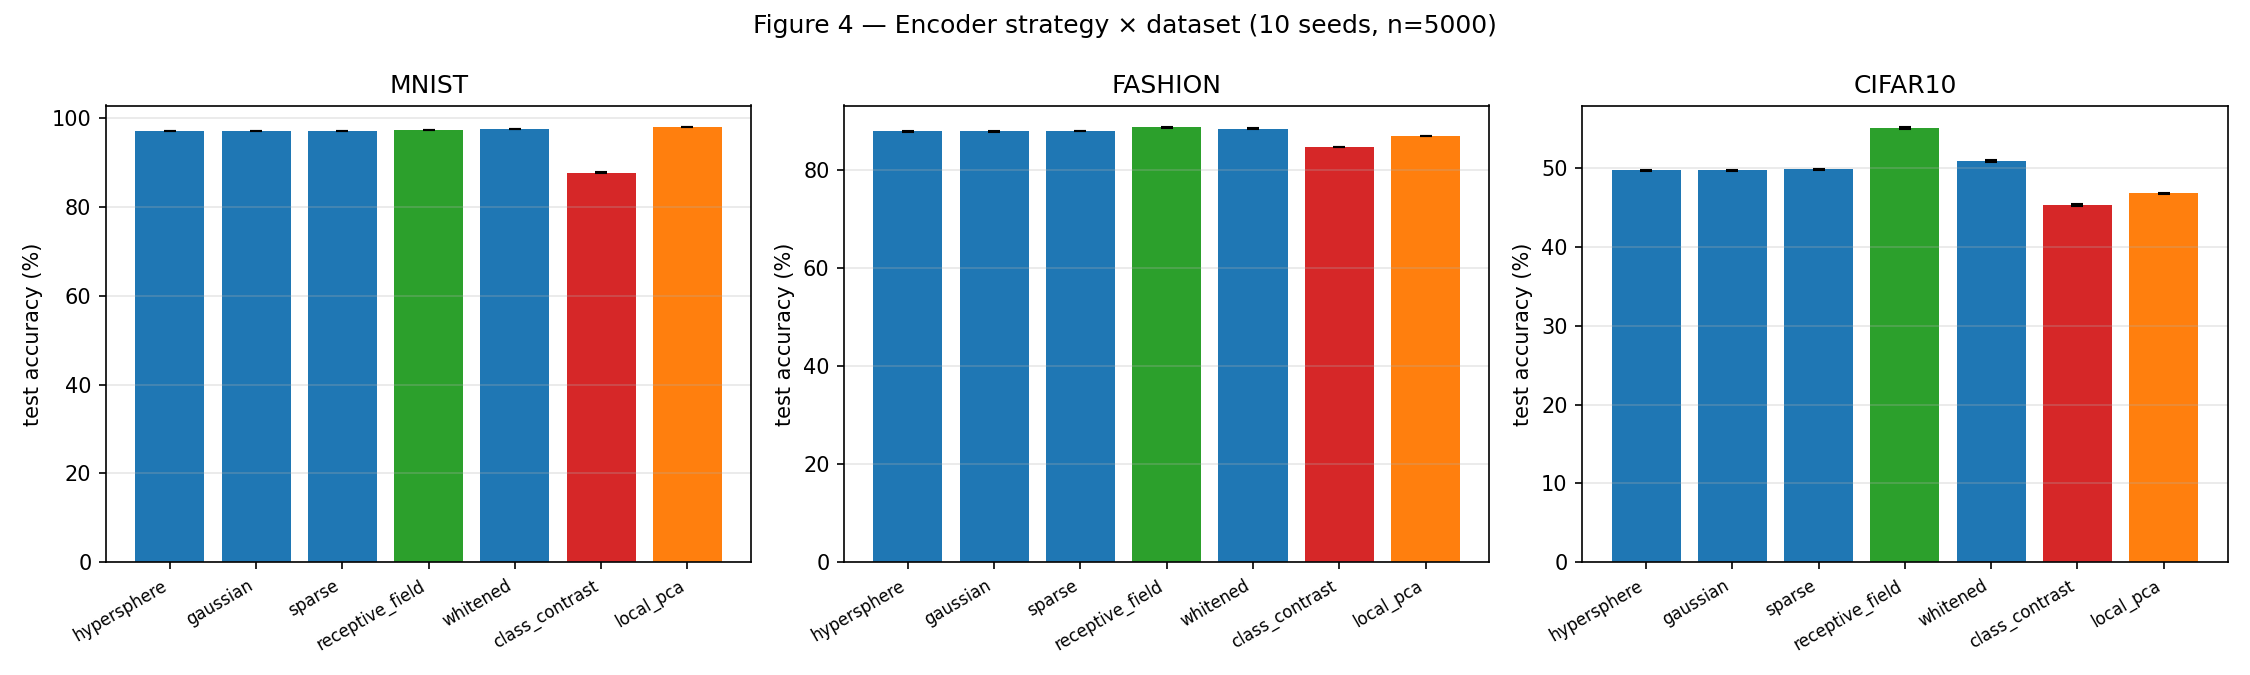 Figure 4 — Encoder strategy × dataset (10 seeds, n=5000)
MNIST
test accuracy (%)
100
80
60
40
20
0
hypersphere
gaussian
sparse
receptive_field
whitened
class_contrast
local_pca
FASHION
test accuracy (%)
80
60
40
20
0
hypersphere
gaussian
sparse
receptive_field
whitened
class_contrast
local_pca
CIFAR10
test accuracy (%)
50
40
30
20
10
0
hypersphere
gaussian
sparse
receptive_field
whitened
class_contrast
local_pca